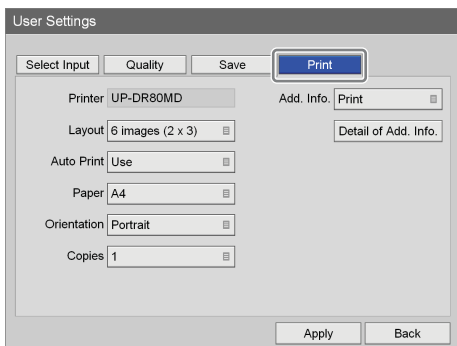 User Settings
Select Input Quality Save Print
Printer UP-DR80MD Add. Info. Print
Layout 6 images (2 x 3) Detail of Add. Info.
Auto Print Use
Paper A4
Orientation Portrait
Copies 1
Apply Back